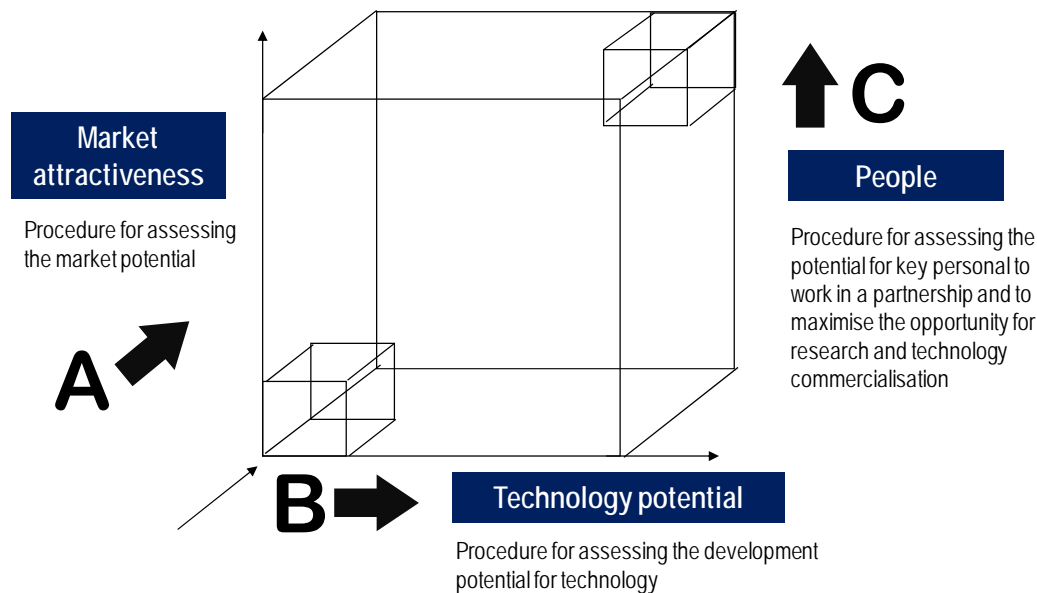 C
Market
attractiveness
People
Procedure for assessing
the market potential
Procedure for assessing the
potential for key personal to
work in a partnership and to
maximise the opportunity for
research and technology
commercialisation
A
B
Technology potential
Procedure for assessing the development
potential for technology